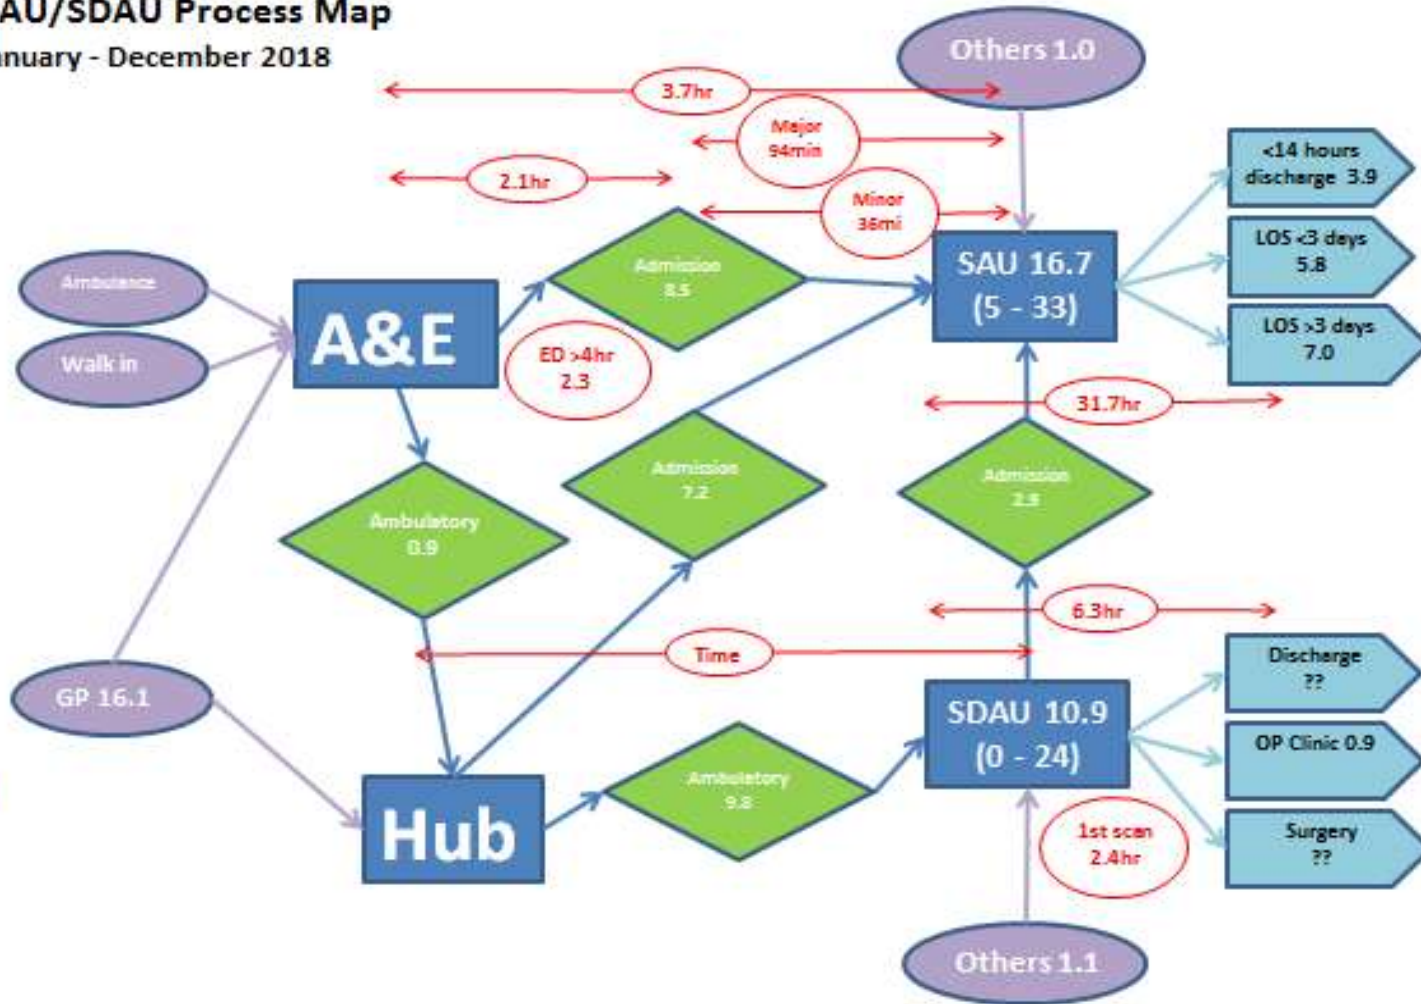 AU/SDAU Process Map
nuary - December 2018
Others 1.0
3.7hr
Major
94min
2.1hr
Minor
36mi
<14 hours
discharge 3.9
LOS <3 days
5.8
LOS >3 days
7.0
Ambulance
Walk in
A&E
Admission
8.5
SAU 16.7
(5 - 33)
ED >4hr
2.3
31.7hr
Admission
7.2
Admission
2.9
Ambulatory
0.9
6.3hr
Time
GP 16.1
Discharge
??
SDAU 10.9
(0 - 24)
OP Clinic 0.9
Ambulatory
9.8
Hub
1st scan
2.4hr
Surgery
??
Others 1.1